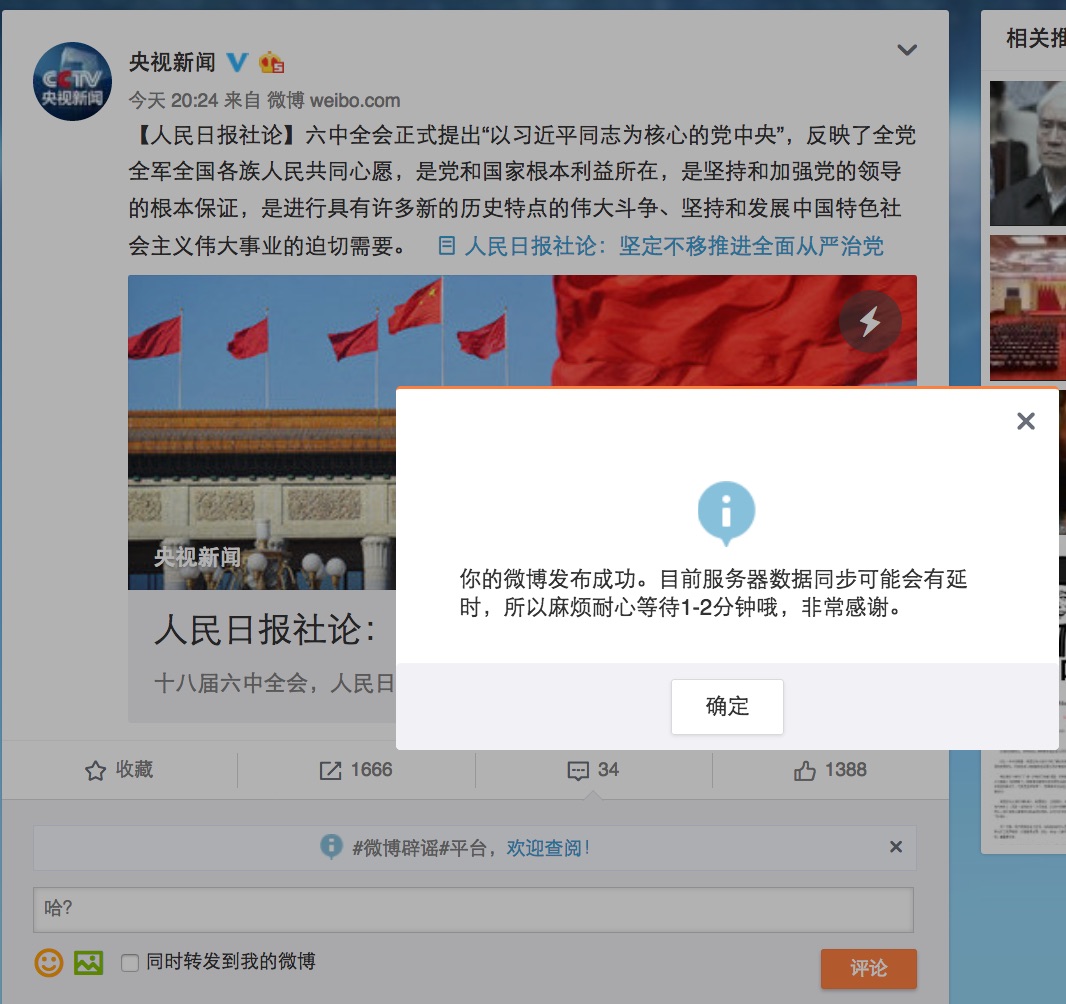 央视新闻
相关推
CCTV
央视新闻
今天 20:24 来自 微博 weibo.com
【人民日报社论】六中全会正式提出“以习近平同志为核心的党中央”，反映了全党
全军全国各族人民共同心愿，是党和国家根本利益所在，是坚持和加强党的领导
的根本保证，是进行具有许多新的历史特点的伟大斗争、坚持和发展中国特色社
会主义伟大事业的迫切需要。 人民日报社论：坚定不移推进全面从严治党
央视新闻
人民日报社论：
十八届六中全会，人民日
你的微博发布成功。目前服务器数据同步可能会有延
时，所以麻烦耐心等待1-2分钟哦，非常感谢。
确定
收藏 1666 34 1388
#微博辟谣#平台，欢迎查阅！
哈?
同时转发到我的微博
评论